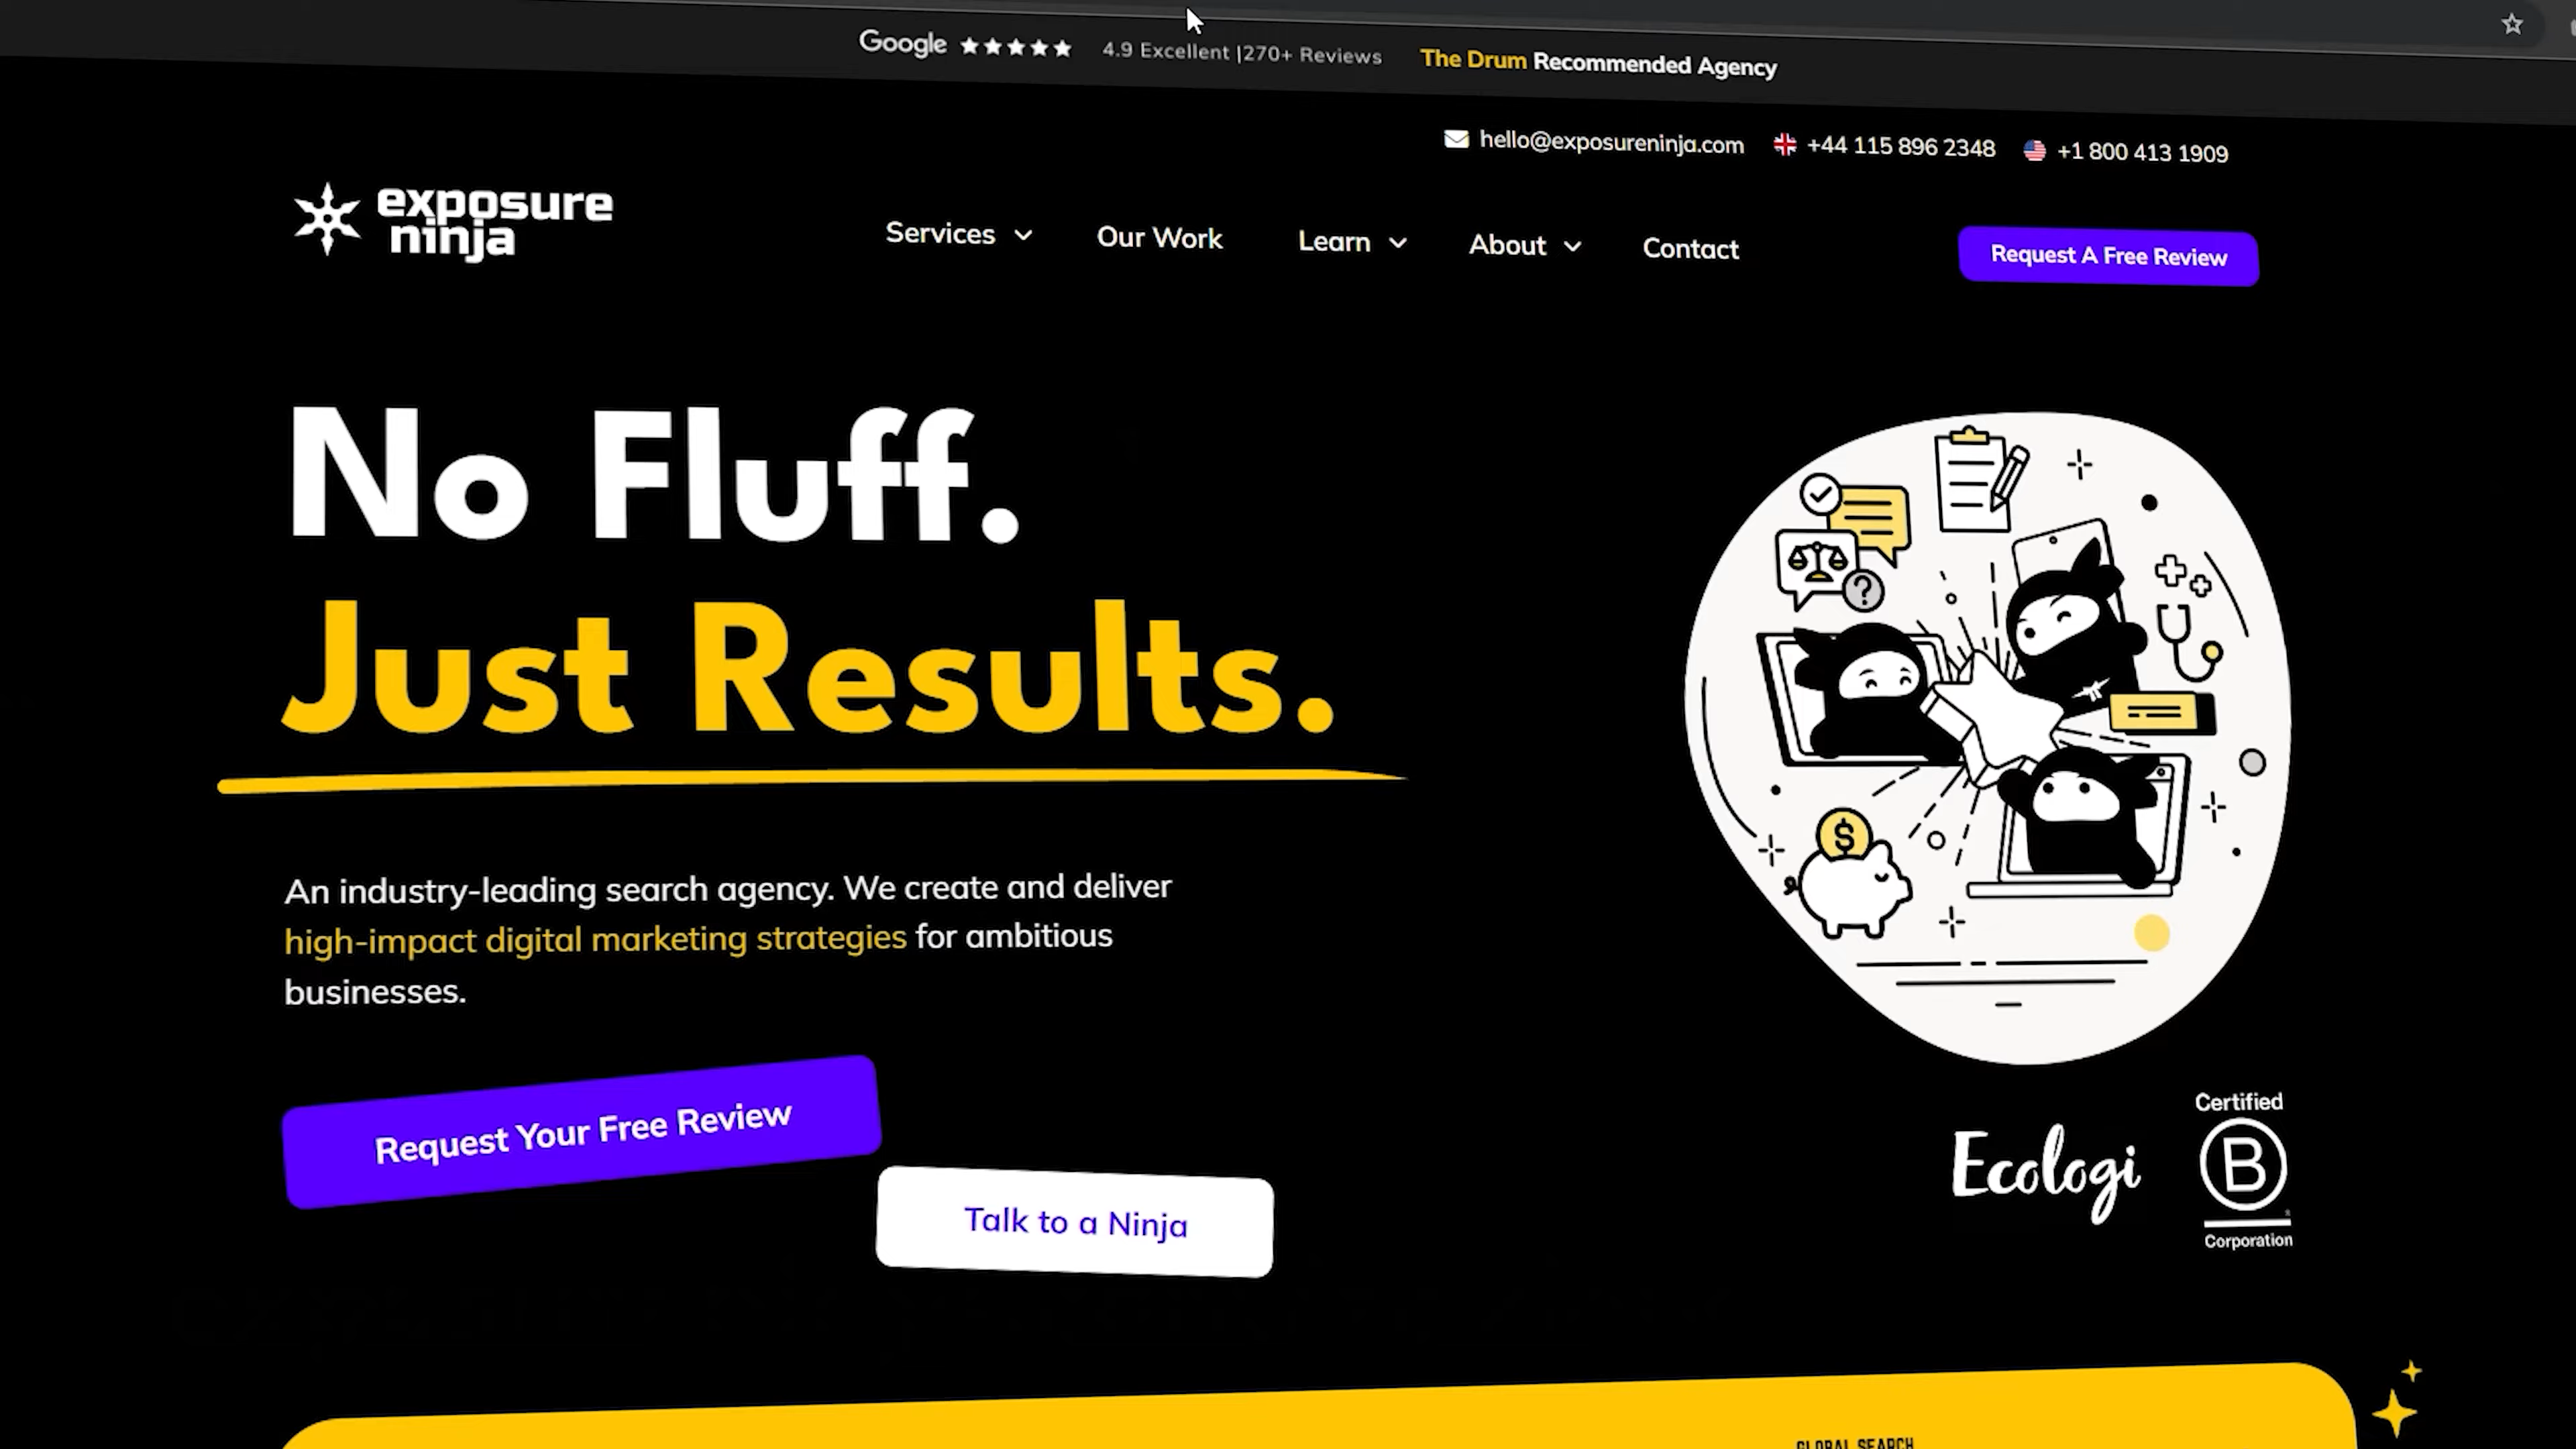 Google 4.9 Excellent |270+ Reviews The Drum Recommended Agency
hello@exposureninja.com +44 115 896 2348 +1 800 413 1909
exposure
ninja
Services Our Work Learn About Contact Request A Free Review
No Fluff.
Just Results.
An industry-leading search agency. We create and deliver
high-impact digital marketing strategies for ambitious
businesses.
Request Your Free Review
Talk to a Ninja
Ecologi
Certified
B
Corporation
GLOBAL SEARCH